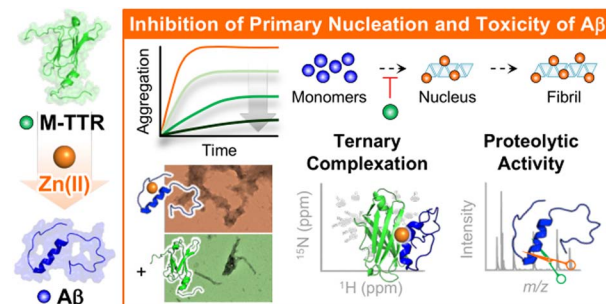 Inhibition of Primary Nucleation and Toxicity of Aβ
M-TTR
Zn(II)
Aβ
Aggregation
Time
Monomers
Nucleus
Fibril
+
Ternary
Complexation
¹⁵N (ppm)
¹H (ppm)
Proteolytic
Activity
Intensity
m/z